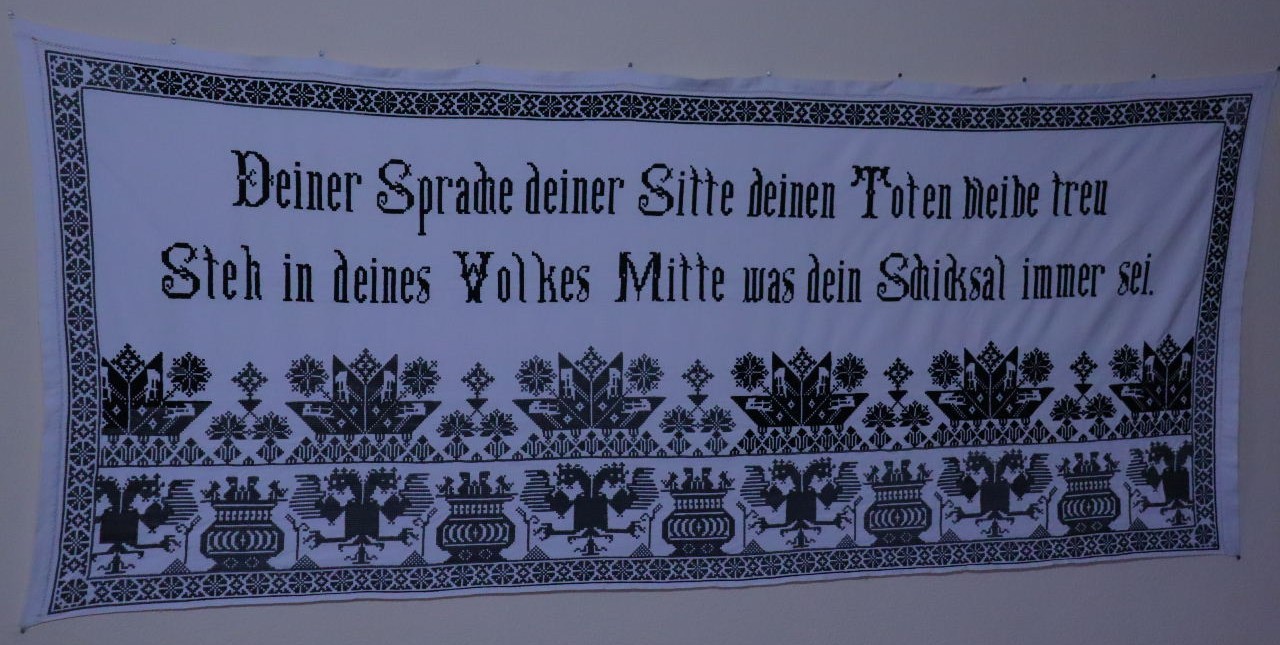 Deiner Sprache deiner Sitte deinen Toten bleibe treu
Steh in deines Volkes Mitte was dein Schicksal immer sei.